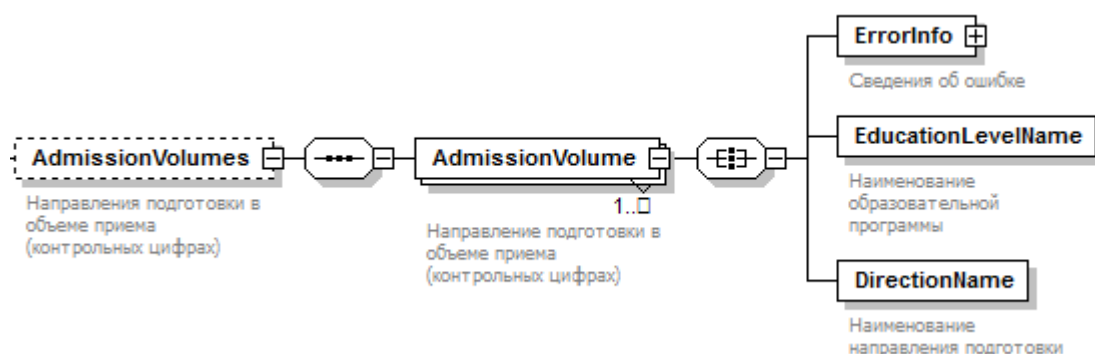 ErrorInfo
Сведения об ошибке
AdmissionVolumes
Направления подготовки в
объеме приема
(контрольных цифрах)
AdmissionVolume
1..□
Направление подготовки в
объеме приема
(контрольных цифрах)
EducationLevelName
Наименование
образовательной
программы
DirectionName
Наименование
направления подготовки